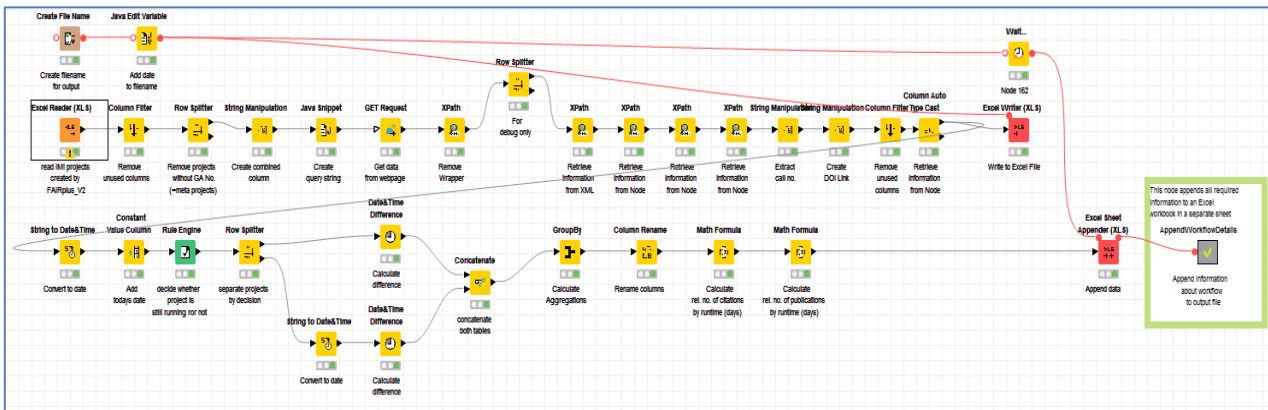 Create File Name
Java Edit Variable
Wait...
Create filename
for output
Add date
to filename
Node 162
Row Splitter
For
debug only
Excel Reader (XLS)
Column Filter
Row Splitter
String Manipulation
Java Snippet
GET Request
XPath
XPath
XPath
XPath
XPath
String Manipulation
String Manipulation
Column Filter
Column Auto
Type Cast
Excel Writer (XLS)
read IMI projects
created by
FAIRplus_V2
Remove
unused columns
Remove projects
without GA No.
(=meta projects)
Create combined
column
Create
query string
Get data
from webpage
Remove
Wrapper
Retrieve
Information
from XML
Retrieve
Information
from Node
Retrieve
Information
from Node
Retrieve
Information
from Node
Extract
call no.
Create
DOI Link
Remove
unused
columns
Retrieve
Information
from Node
Write to Excel File
This node appends all required
information to an Excel
workbook in a separate sheet
String to Date&Time
Constant
Value Column
Rule Engine
Row Splitter
Date&Time
Difference
Concatenate
GroupBy
Column Rename
Math Formula
Math Formula
Excel Sheet
Appender (XLS)
AppendWorkflowDetails
Convert to date
Add
todays date
decide whether
project is
still running ror not
separate projects
by decision
Calculate
difference
concatenate
both tables
Calculate
Aggregations
Rename columns
Calculate
rel. no. of citations
by runtime (days)
Calculate
rel. no. of publications
by runtime (days)
Append data
Append information
about workflow
to output file
String to Date&Time
Date&Time
Difference
Convert to date
Calculate
difference